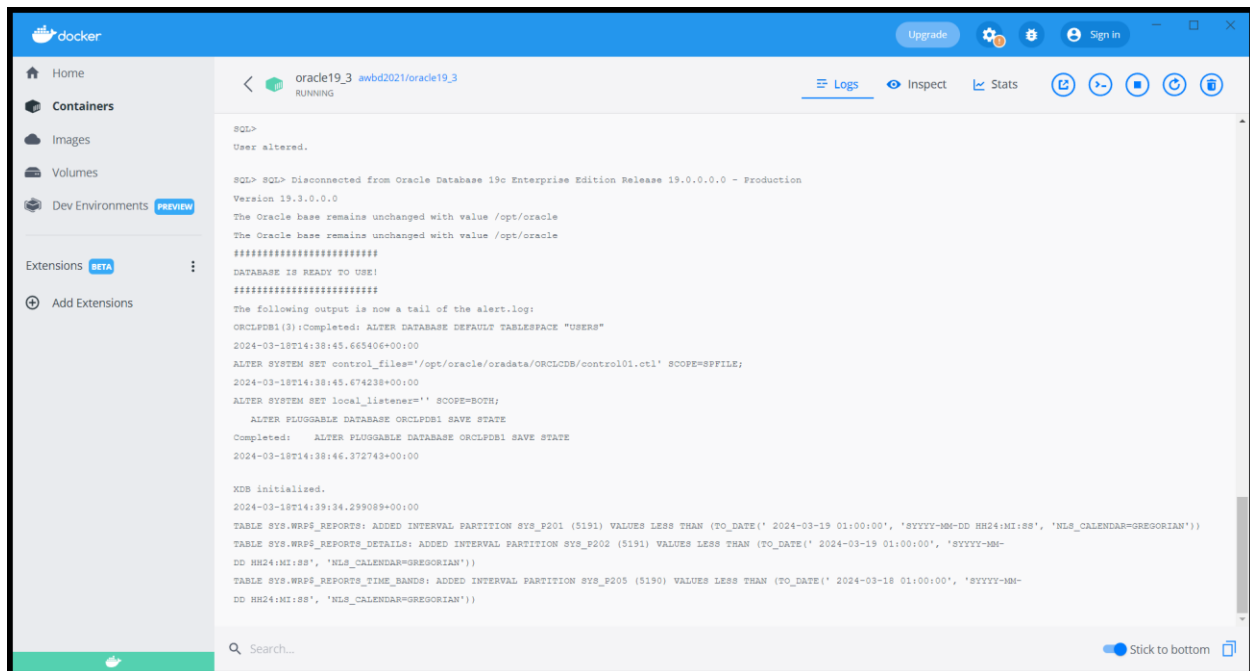 docker
Upgrade
Sign in
Home
Containers
Images
Volumes
Dev Environments PREVIEW
Extensions BETA
Add Extensions
oracle19_3 awbd2021/oracle19_3
RUNNING
Logs
Inspect
Stats
SQL>
User altered.
SQL> SQL> Disconnected from Oracle Database 19c Enterprise Edition Release 19.0.0.0.0 - Production
Version 19.3.0.0.0
The Oracle base remains unchanged with value /opt/oracle
The Oracle base remains unchanged with value /opt/oracle
#########################
DATABASE IS READY TO USE!
#########################
The following output is now a tail of the alert.log:
ORCLPDB1(3):Completed: ALTER DATABASE DEFAULT TABLESPACE "USERS"
2024-03-18T14:38:45.665406+00:00
ALTER SYSTEM SET control_files='/opt/oracle/oradata/ORCLCDB/control01.ctl' SCOPE=SPFILE;
2024-03-18T14:38:45.674238+00:00
ALTER SYSTEM SET local_listener='' SCOPE=BOTH;
ALTER PLUGGABLE DATABASE ORCLPDB1 SAVE STATE
Completed:    ALTER PLUGGABLE DATABASE ORCLPDB1 SAVE STATE
2024-03-18T14:38:46.372743+00:00
XDB initialized.
2024-03-18T14:39:34.299089+00:00
TABLE SYS.WRP$_REPORTS: ADDED INTERVAL PARTITION SYS_P201 (5191) VALUES LESS THAN (TO_DATE(' 2024-03-19 01:00:00', 'SYYYY-MM-DD HH24:MI:SS', 'NLS_CALENDAR=GREGORIAN'))
TABLE SYS.WRP$_REPORTS_DETAILS: ADDED INTERVAL PARTITION SYS_P202 (5191) VALUES LESS THAN (TO_DATE(' 2024-03-19 01:00:00', 'SYYYY-MM-
DD HH24:MI:SS', 'NLS_CALENDAR=GREGORIAN'))
TABLE SYS.WRP$_REPORTS_TIME_BANDS: ADDED INTERVAL PARTITION SYS_P205 (5190) VALUES LESS THAN (TO_DATE(' 2024-03-18 01:00:00', 'SYYYY-MM-
DD HH24:MI:SS', 'NLS_CALENDAR=GREGORIAN'))
Search...
Stick to bottom